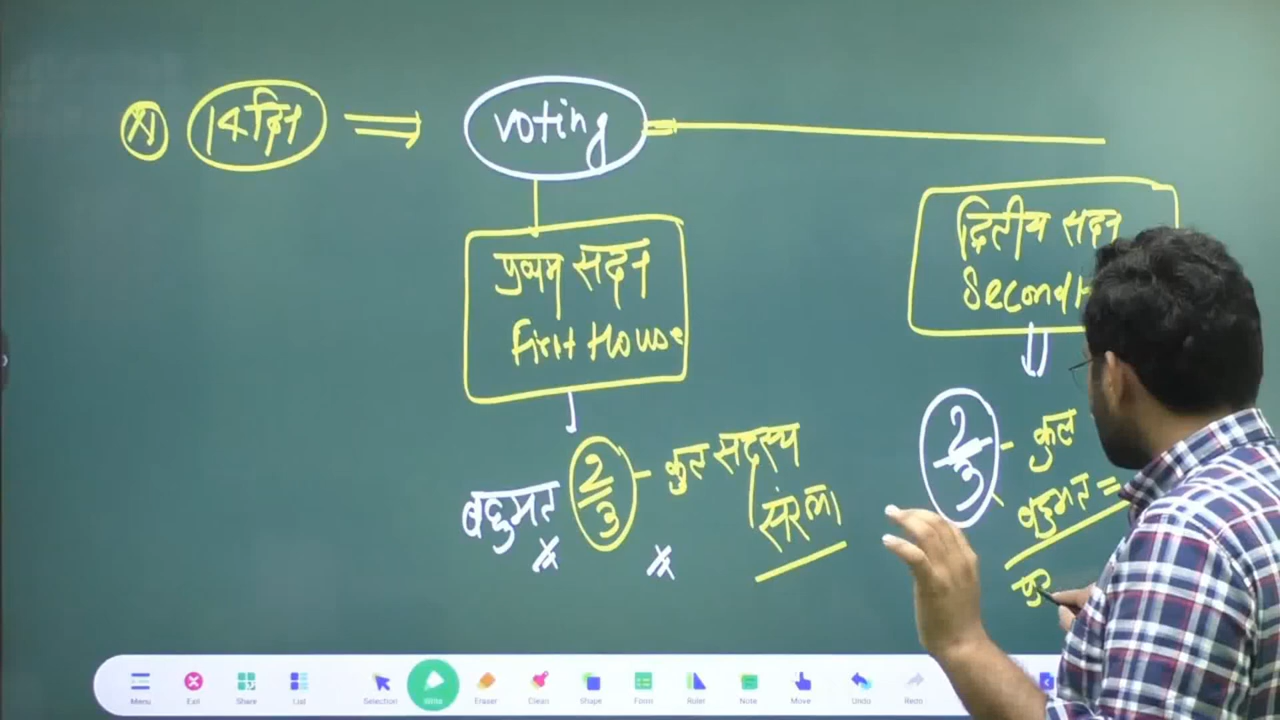 14 दिन
voting
प्रथम सदन
First House
द्वितीय सदन
Second H
बहुमत 2/3 - कुल सदस्य
संख्या
2/3 - कुल
बहुमत =
Menu Exit Share List Selection Write Eraser Clean Shape Form Ruler Note Move Undo Redo